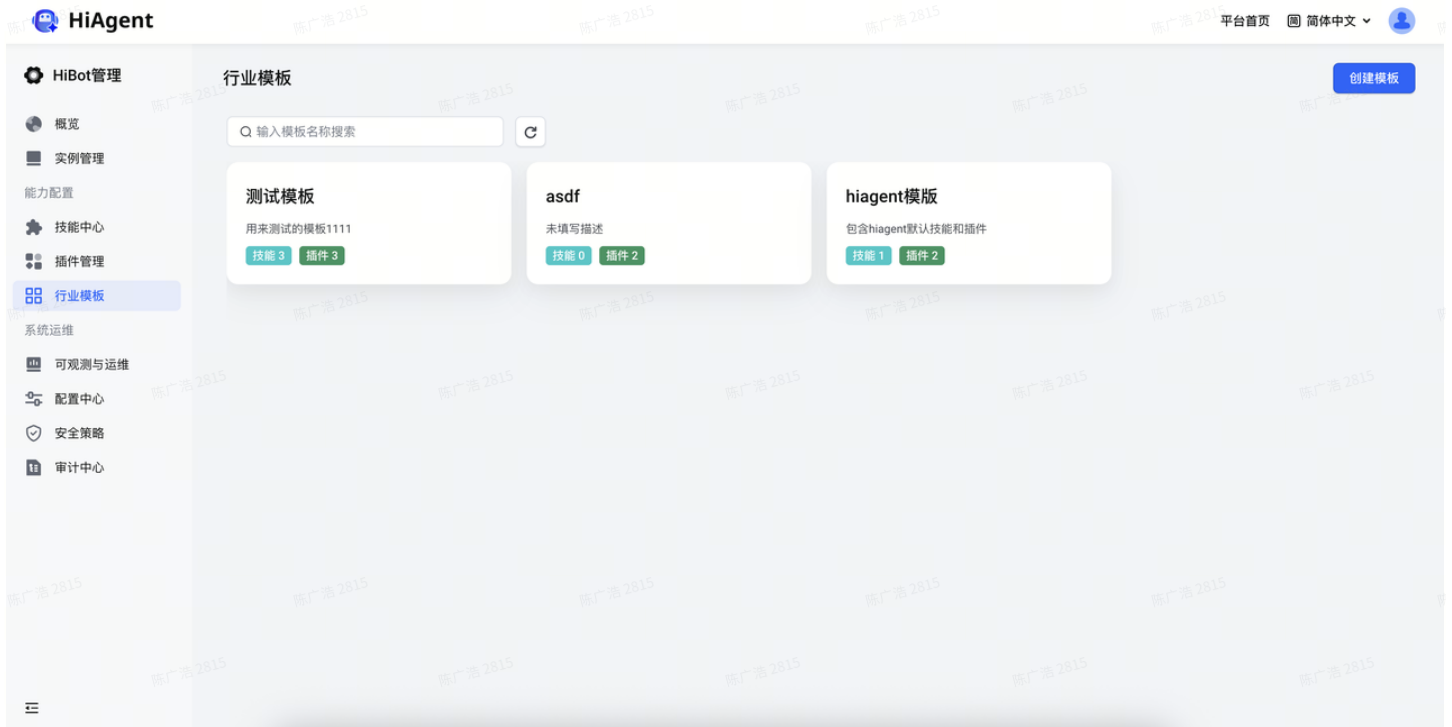 HiAgent
平台首页 简体中文
HiBot管理
概览
实例管理
能力配置
技能中心
插件管理
行业模板
系统运维
可观测与运维
配置中心
安全策略
审计中心
行业模板
创建模板
输入模板名称搜索
测试模板
用来测试的模板1111
技能 3 插件 3
asdf
未填写描述
技能 0 插件 2
hiagent模版
包含hiagent默认技能和插件
技能 1 插件 2
陈广浩 2815